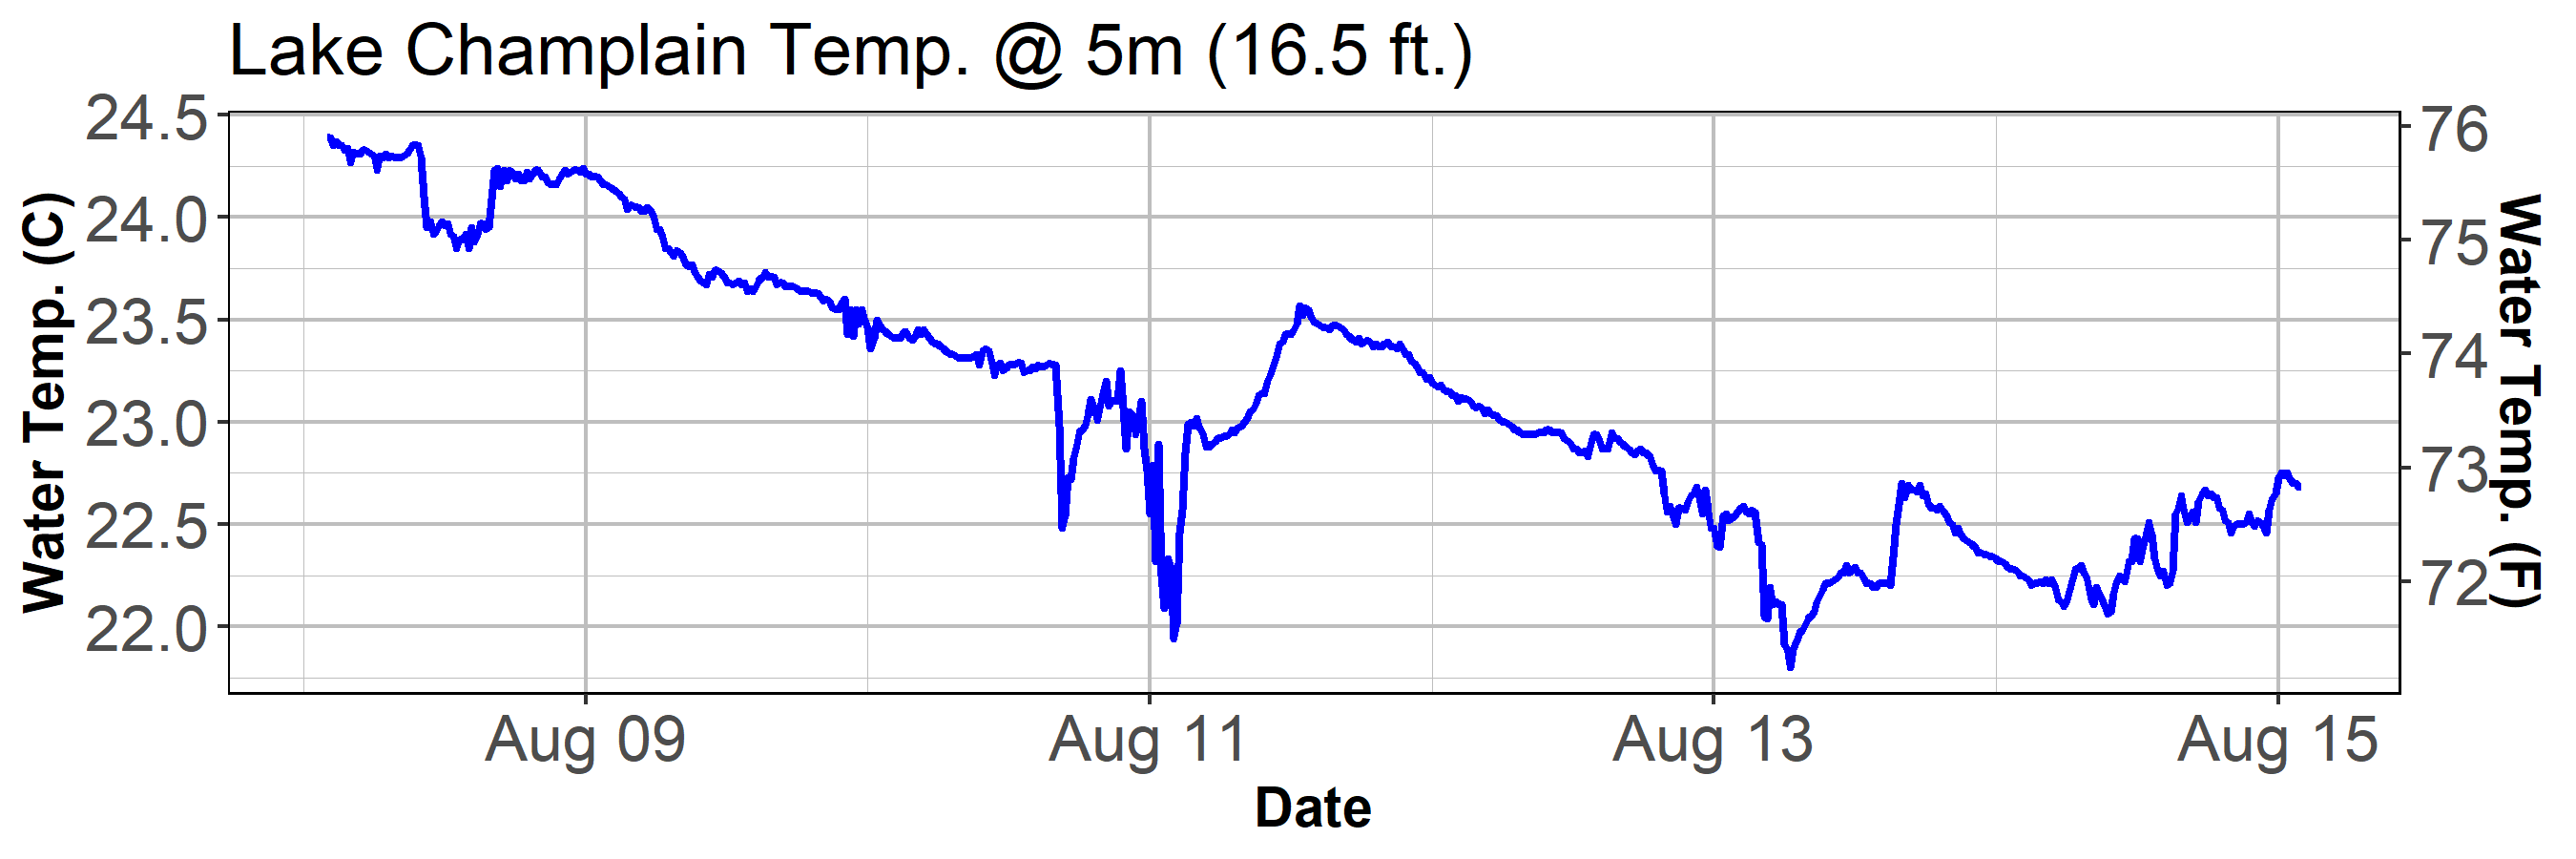 Lake Champlain Temp. @ 5m (16.5 ft.)
Water Temp. (C)
24.5
24.0
23.5
23.0
22.5
22.0
76
75
74
73
72
Water Temp. (F)
Aug 09
Aug 11
Aug 13
Aug 15
Date